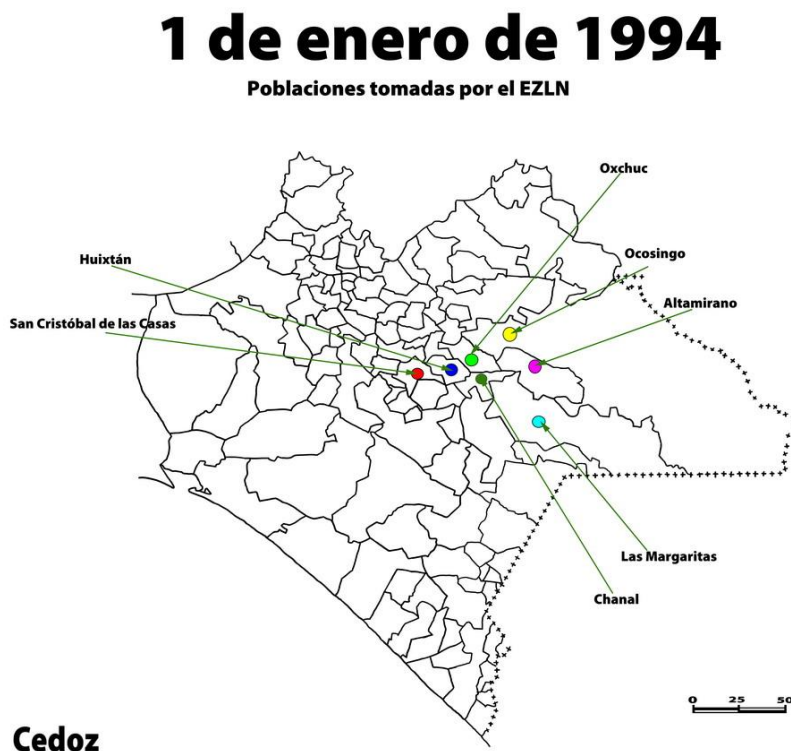 1 de enero de 1994
Poblaciones tomadas por el EZLN
Oxchuc
Huixtán
Ocosingo
Altamirano
San Cristóbal de las Casas
Las Margaritas
Chanal
0 25 50
Cedoz